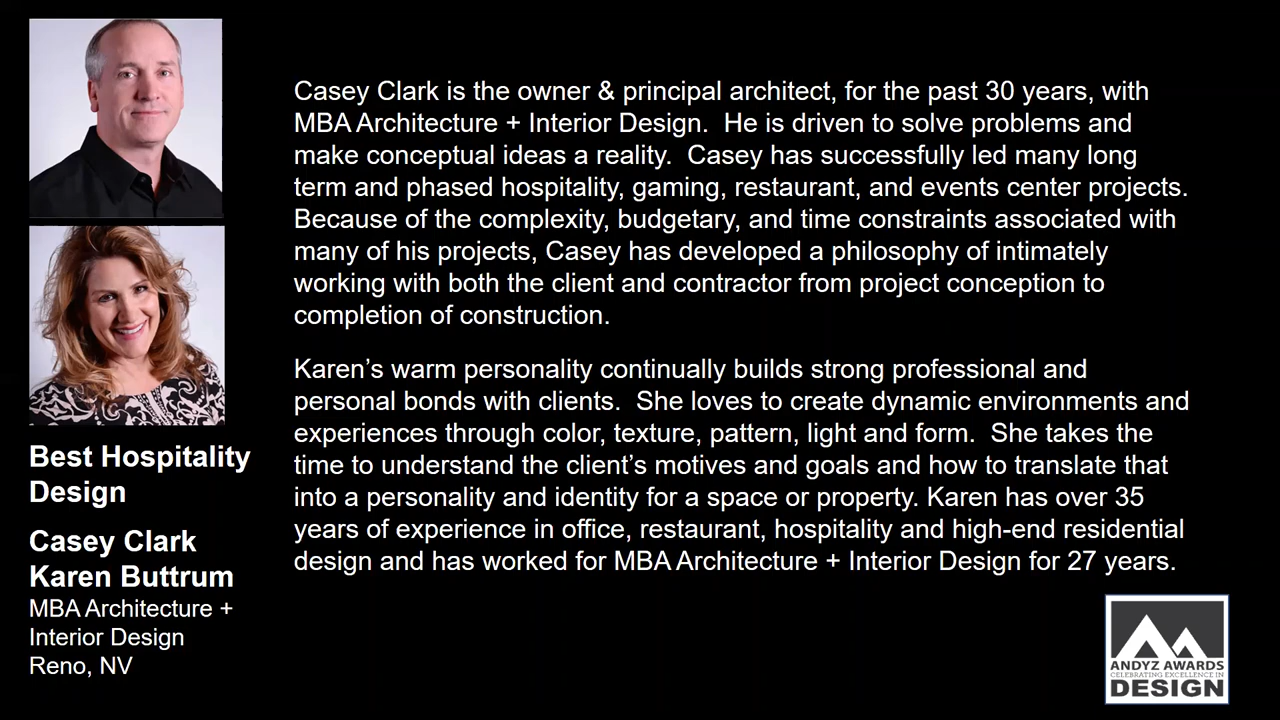 Casey Clark is the owner & principal architect, for the past 30 years, with
MBA Architecture + Interior Design.  He is driven to solve problems and
make conceptual ideas a reality.  Casey has successfully led many long
term and phased hospitality, gaming, restaurant, and events center projects.
Because of the complexity, budgetary, and time constraints associated with
many of his projects, Casey has developed a philosophy of intimately
working with both the client and contractor from project conception to
completion of construction.
Karen’s warm personality continually builds strong professional and
personal bonds with clients.  She loves to create dynamic environments and
experiences through color, texture, pattern, light and form.  She takes the
time to understand the client’s motives and goals and how to translate that
into a personality and identity for a space or property. Karen has over 35
years of experience in office, restaurant, hospitality and high-end residential
design and has worked for MBA Architecture + Interior Design for 27 years.
Best Hospitality
Design
Casey Clark
Karen Buttrum
MBA Architecture +
Interior Design
Reno, NV
ANDYZ AWARDS
CELEBRATING EXCELLENCE IN
DESIGN